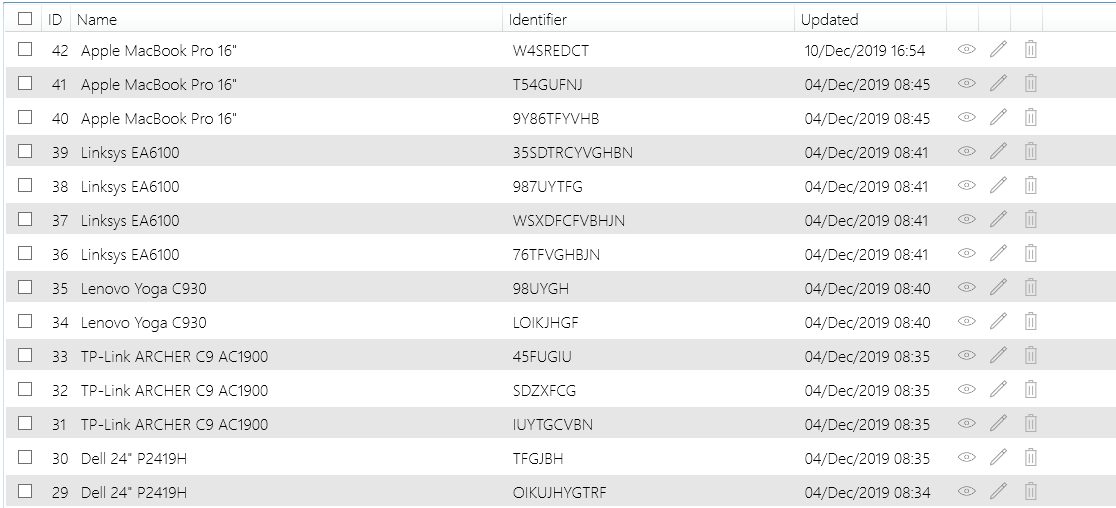 ID Name Identifier Updated
42 Apple MacBook Pro 16" W4SREDCT 10/Dec/2019 16:54
41 Apple MacBook Pro 16" T54GUFNJ 04/Dec/2019 08:45
40 Apple MacBook Pro 16" 9Y86TFYVHB 04/Dec/2019 08:45
39 Linksys EA6100 35SDTRCYVGHBN 04/Dec/2019 08:41
38 Linksys EA6100 987UYTFG 04/Dec/2019 08:41
37 Linksys EA6100 WSXDFCFVBHJN 04/Dec/2019 08:41
36 Linksys EA6100 76TFVGHBJN 04/Dec/2019 08:41
35 Lenovo Yoga C930 98UYGH 04/Dec/2019 08:40
34 Lenovo Yoga C930 LOIKJHGF 04/Dec/2019 08:40
33 TP-Link ARCHER C9 AC1900 45FUGIU 04/Dec/2019 08:35
32 TP-Link ARCHER C9 AC1900 SDZXFCG 04/Dec/2019 08:35
31 TP-Link ARCHER C9 AC1900 IUYTGCVBN 04/Dec/2019 08:35
30 Dell 24" P2419H TFGJBH 04/Dec/2019 08:35
29 Dell 24" P2419H OIKUJHYGTRF 04/Dec/2019 08:34